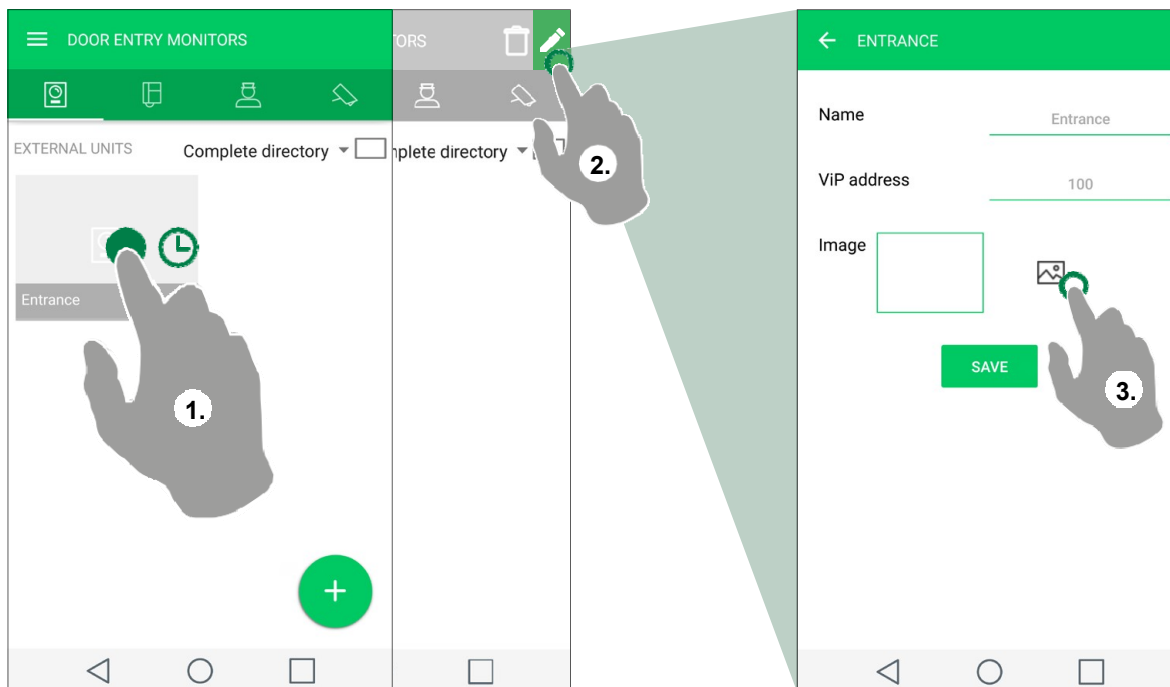 DOOR ENTRY MONITORS
EXTERNAL UNITS
Complete directory
Entrance
1.
TORS
nplete directory
2.
ENTRANCE
Name
Entrance
ViP address
100
Image
SAVE
3.